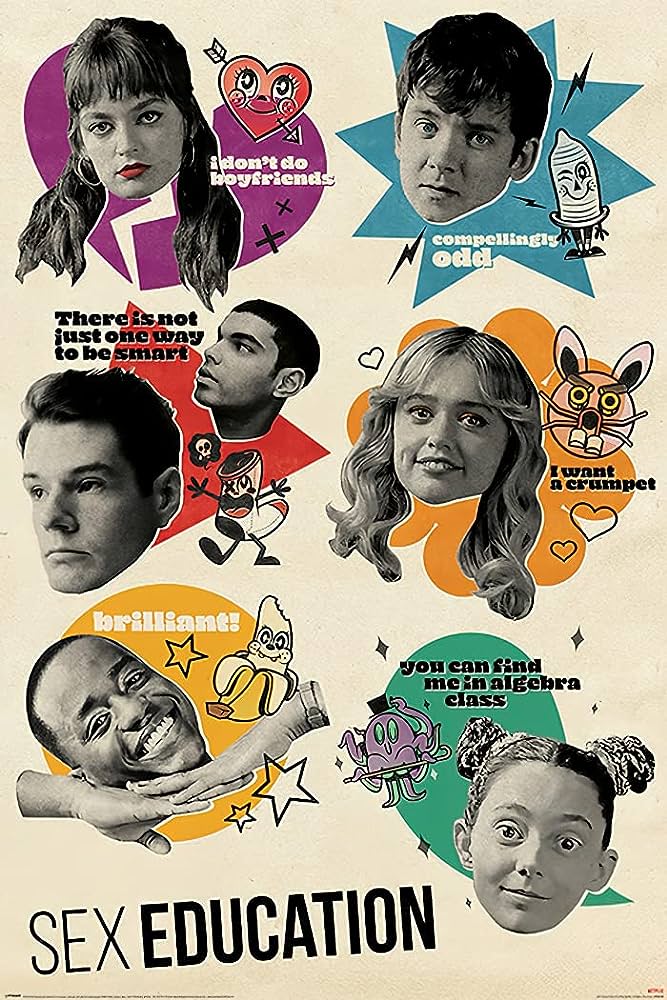 i don't do
boyfriends
compellingly
odd
There is not
just one way
to be smart
I want
a crumpet
brilliant!
you can find
me in algebra
class
SEX EDUCATION
NETFLIX